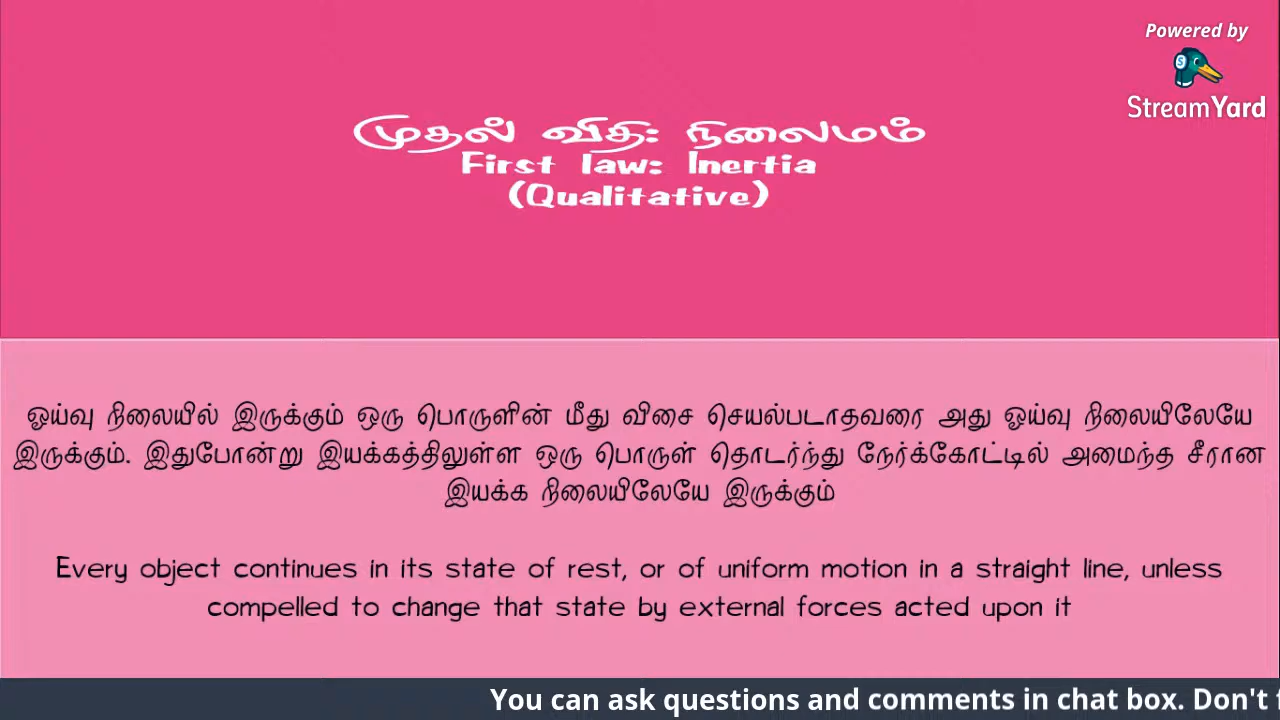 Powered by
StreamYard
முதல் விதி: நிலைமம்
First law: Inertia
(Qualitative)
ஓய்வு நிலையில் இருக்கும் ஒரு பொருளின் மீது விசை செயல்படாதவரை அது ஓய்வு நிலையிலேயே
இருக்கும். இதுபோன்று இயக்கத்திலுள்ள ஒரு பொருள் தொடர்ந்து நேர்க்கோட்டில் அமைந்த சீரான
இயக்க நிலையிலேயே இருக்கும்
Every object continues in its state of rest, or of uniform motion in a straight line, unless
compelled to change that state by external forces acted upon it
You can ask questions and comments in chat box. Don't